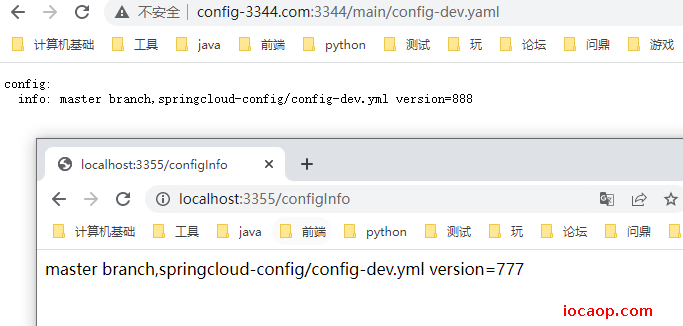 不安全 config-3344.com:3344/main/config-dev.yaml
计算机基础 工具 java 前端 python 测试 玩 论坛 问鼎 游戏
config:
info: master branch,springcloud-config/config-dev.yml version=888
localhost:3355/configInfo
localhost:3355/configInfo
计算机基础 工具 java 前端 python 测试 玩 论坛 问鼎
master branch,springcloud-config/config-dev.yml version=777
iocaop.com